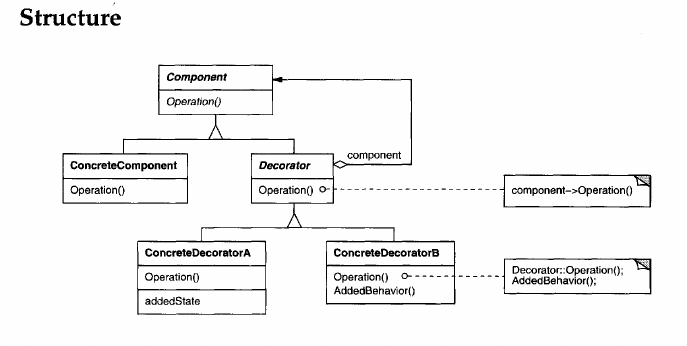 Structure
Component
Operation()
component
ConcreteComponent
Operation()
Decorator
Operation()
component->Operation()
ConcreteDecoratorA
Operation()
addedState
ConcreteDecoratorB
Operation()
AddedBehavior()
Decorator::Operation();
AddedBehavior();